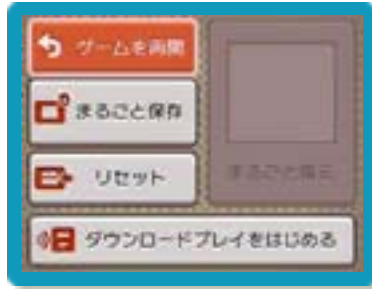 ゲームを再開
まるごと保存
まるごと復元
リセット
ダウンロードプレイをはじめる